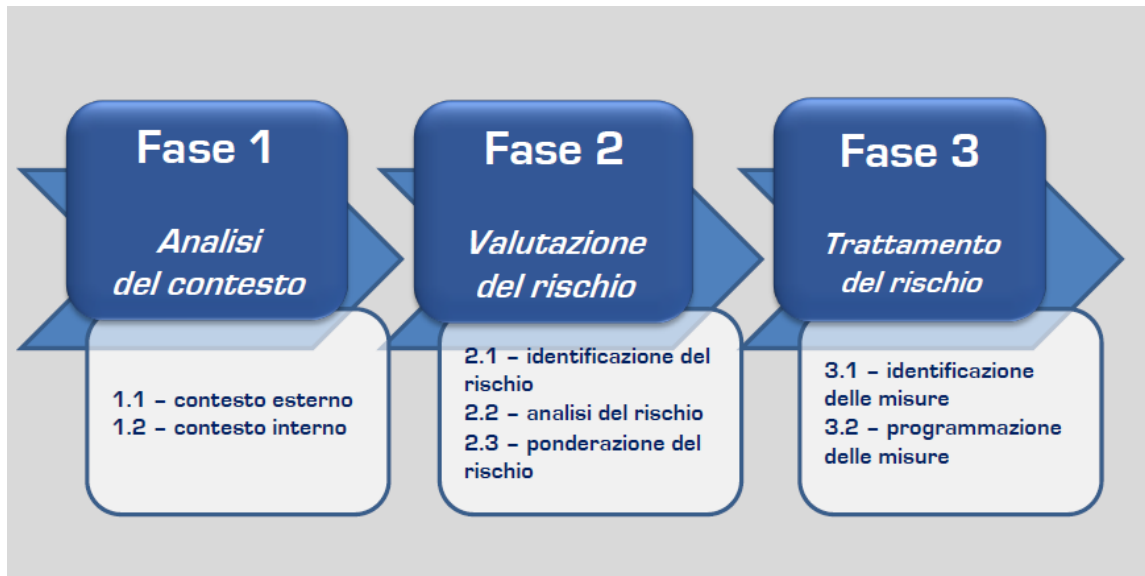 Fase 1
Analisi
del contesto
1.1 – contesto esterno
1.2 – contesto interno
Fase 2
Valutazione
del rischio
2.1 – identificazione del
rischio
2.2 – analisi del rischio
2.3 – ponderazione del
rischio
Fase 3
Trattamento
del rischio
3.1 – identificazione
delle misure
3.2 – programmazione
delle misure